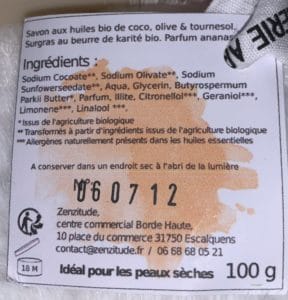 Savon aux huiles bio de coco, olive & tournesol.
Surgras au beurre de karité bio. Parfum ananas
ERIE A
Ingrédients :
Sodium Cocoate**, Sodium Olivate**, Sodium
Sunfowerseedate**, Aqua, Glycerin, Butyrospermum
Parkii Butter*, Parfum, Illite, Citronellol***, Geraniol***,
Limonene***, Linalool ***.
* Issus de l'agriculture biologique
** Transformés à partir d'ingrédients issus de l'agriculture biologique
*** Allergènes naturellement présents dans les huiles essentielles
A conserver dans un endroit sec à l'abri de la lumière
N°
060712
Zenzitude,
centre commercial Borde Haute,
10 place du commerce 31750 Escalquens
contact@zenzitude.fr / 06 68 68 05 21
18 M
Idéal pour les peaux sèches 100 g